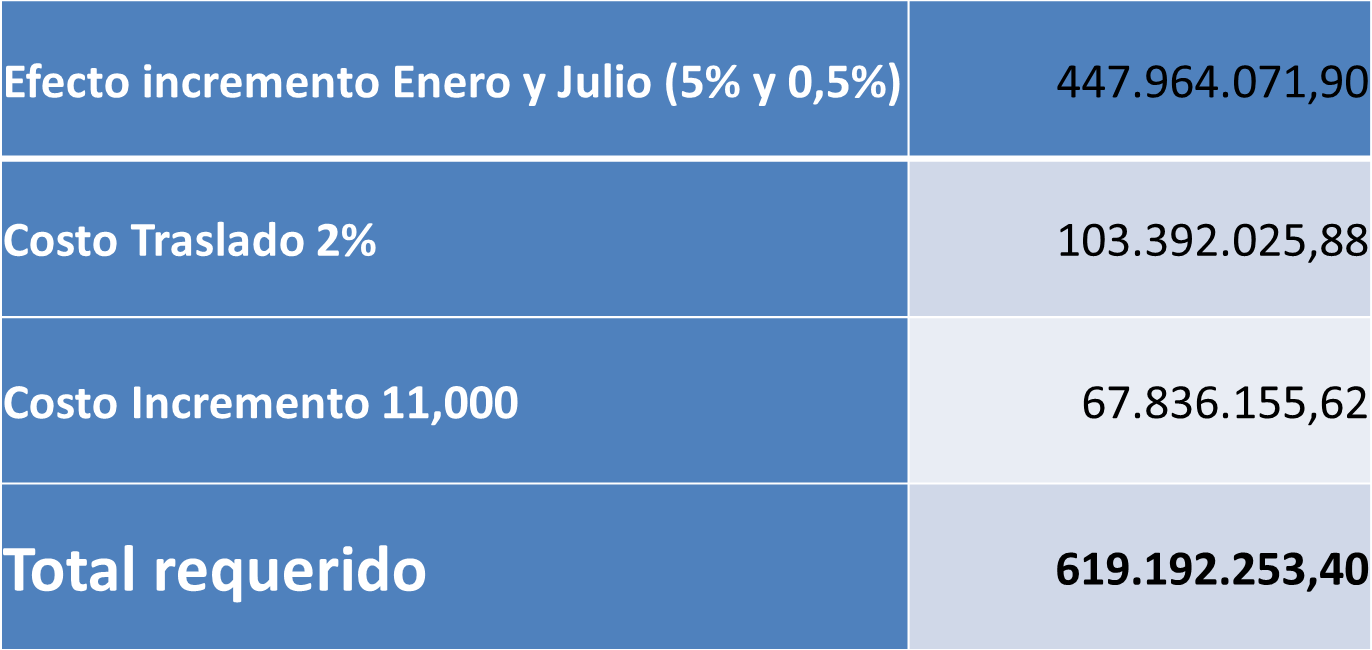 Efecto incremento Enero y Julio (5% y 0,5%) 447.964.071,90
Costo Traslado 2% 103.392.025,88
Costo Incremento 11,000 67.836.155,62
Total requerido 619.192.253,40